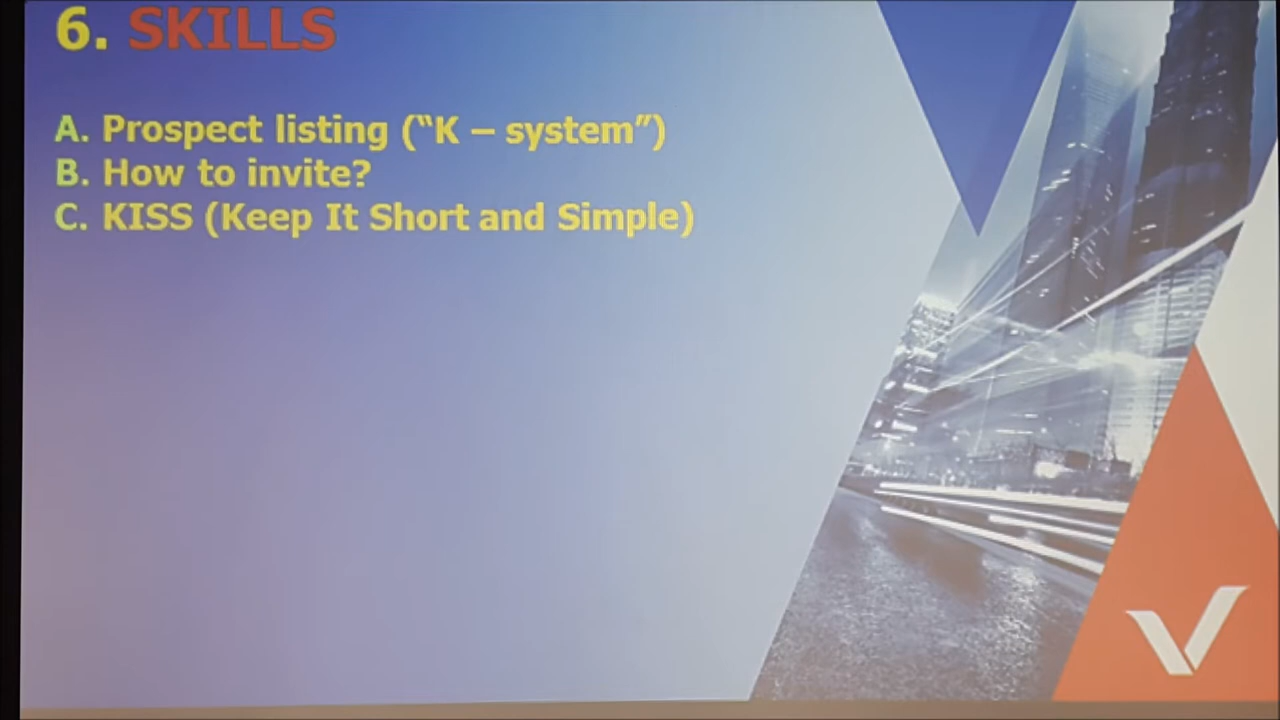 6. SKILLS
A. Prospect listing (“K – system”)
B. How to invite?
C. KISS (Keep It Short and Simple)